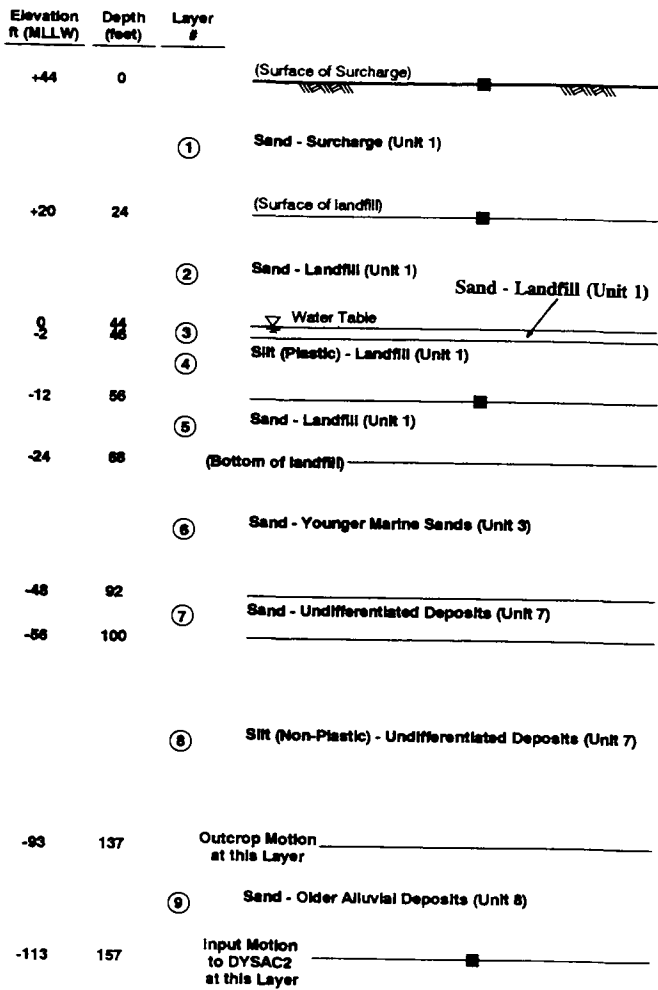 Elevation Depth Layer
ft (MLLW) (feet) #
+44 0 (Surface of Surcharge)
1 Sand - Surcharge (Unit 1)
+20 24 (Surface of landfill)
2 Sand - Landfill (Unit 1)
Sand - Landfill (Unit 1)
0 44 Water Table
-2 46 3
4 Silt (Plastic) - Landfill (Unit 1)
-12 56
5 Sand - Landfill (Unit 1)
-24 68 (Bottom of landfill)
6 Sand - Younger Marine Sands (Unit 3)
-48 92
7 Sand - Undifferentiated Deposits (Unit 7)
-56 100
8 Silt (Non-Plastic) - Undifferentiated Deposits (Unit 7)
-93 137 Outcrop Motion
at this Layer
9 Sand - Older Alluvial Deposits (Unit 8)
-113 157 Input Motion
to DYSAC2
at this Layer